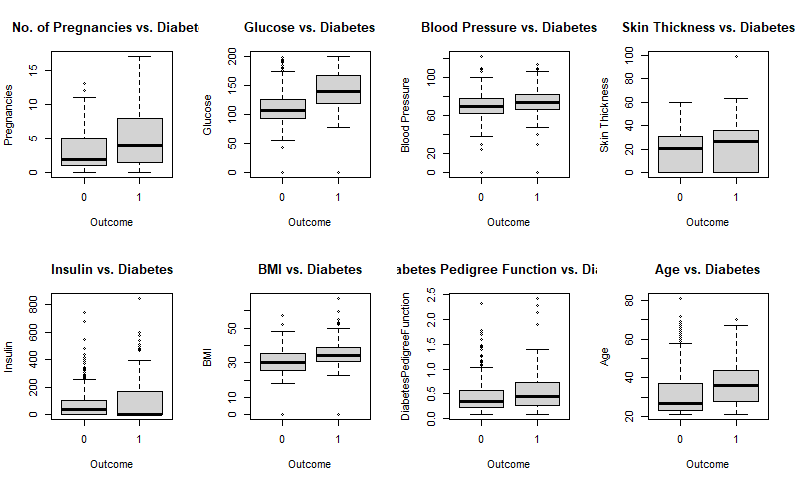 No. of Pregnancies vs. Diabet
Glucose vs. Diabetes
Blood Pressure vs. Diabetes
Skin Thickness vs. Diabetes
Pregnancies
0 5 10 15
0 1
Outcome
Glucose
0 50 100 150 200
0 1
Outcome
Blood Pressure
0 20 60 100
0 1
Outcome
Skin Thickness
0 20 40 60 80 100
0 1
Outcome
Insulin vs. Diabetes
BMI vs. Diabetes
abetes Pedigree Function vs. Dia
Age vs. Diabetes
Insulin
0 200 400 600 800
0 1
Outcome
BMI
0 10 30 50
0 1
Outcome
DiabetesPedigreeFunction
0.0 0.5 1.0 1.5 2.0 2.5
0 1
Outcome
Age
20 40 60 80
0 1
Outcome